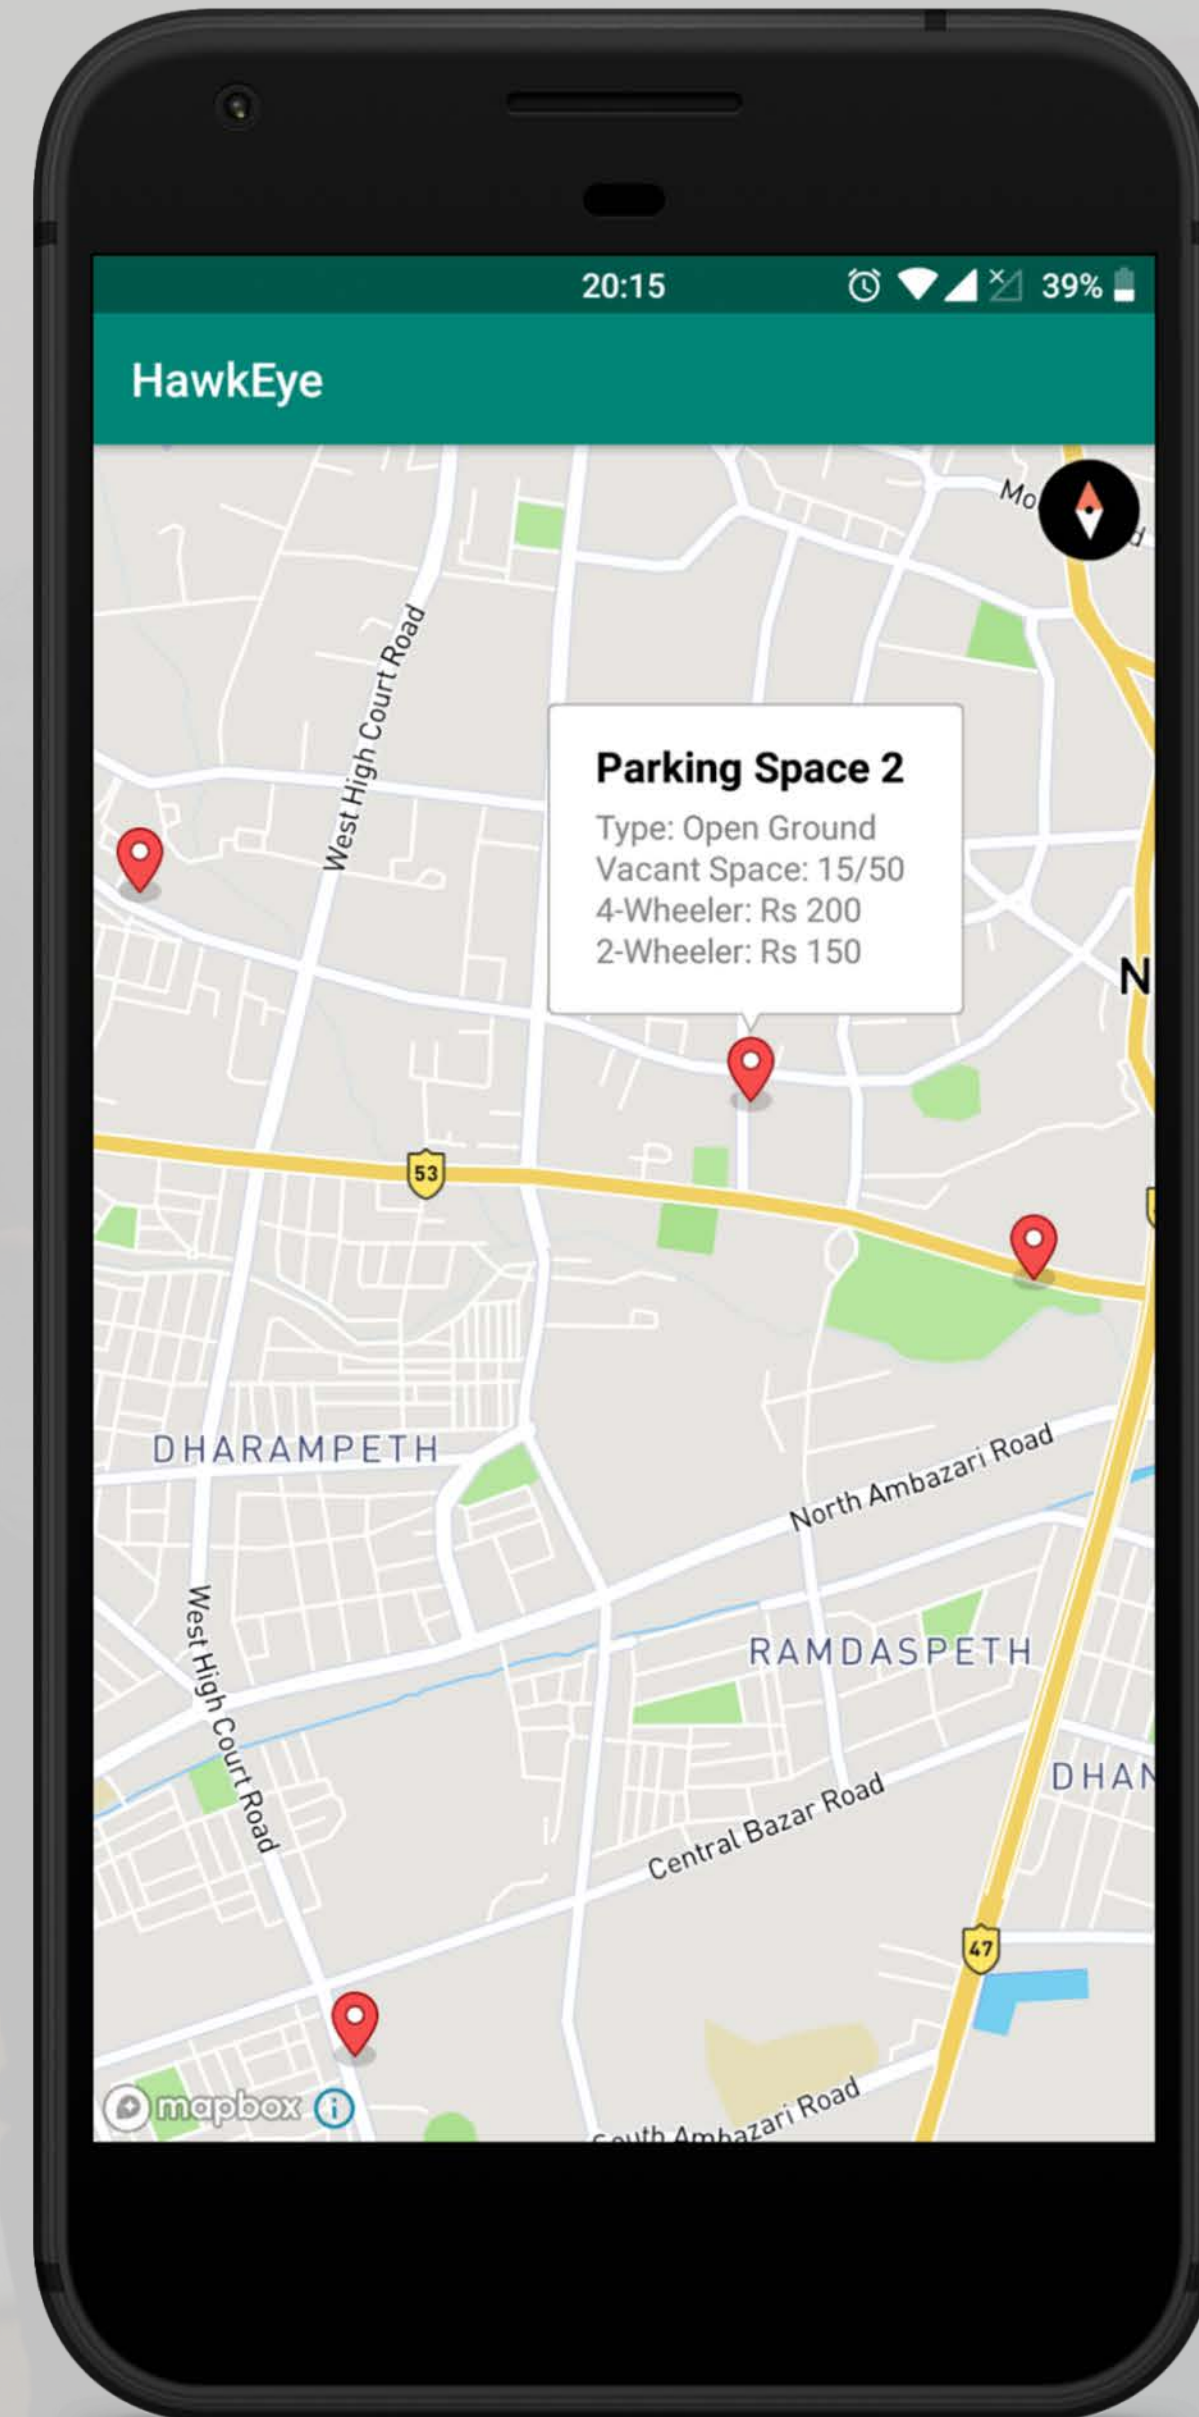 20:15
39%
HawkEye
West High Court Road
Parking Space 2
Type: Open Ground
Vacant Space: 15/50
4-Wheeler: Rs 200
2-Wheeler: Rs 150
N
53
DHARAMPETH
North Ambazari Road
RAMDASPETH
West High Court Road
DHAN
Central Bazar Road
47
South Ambazari Road
mapbox